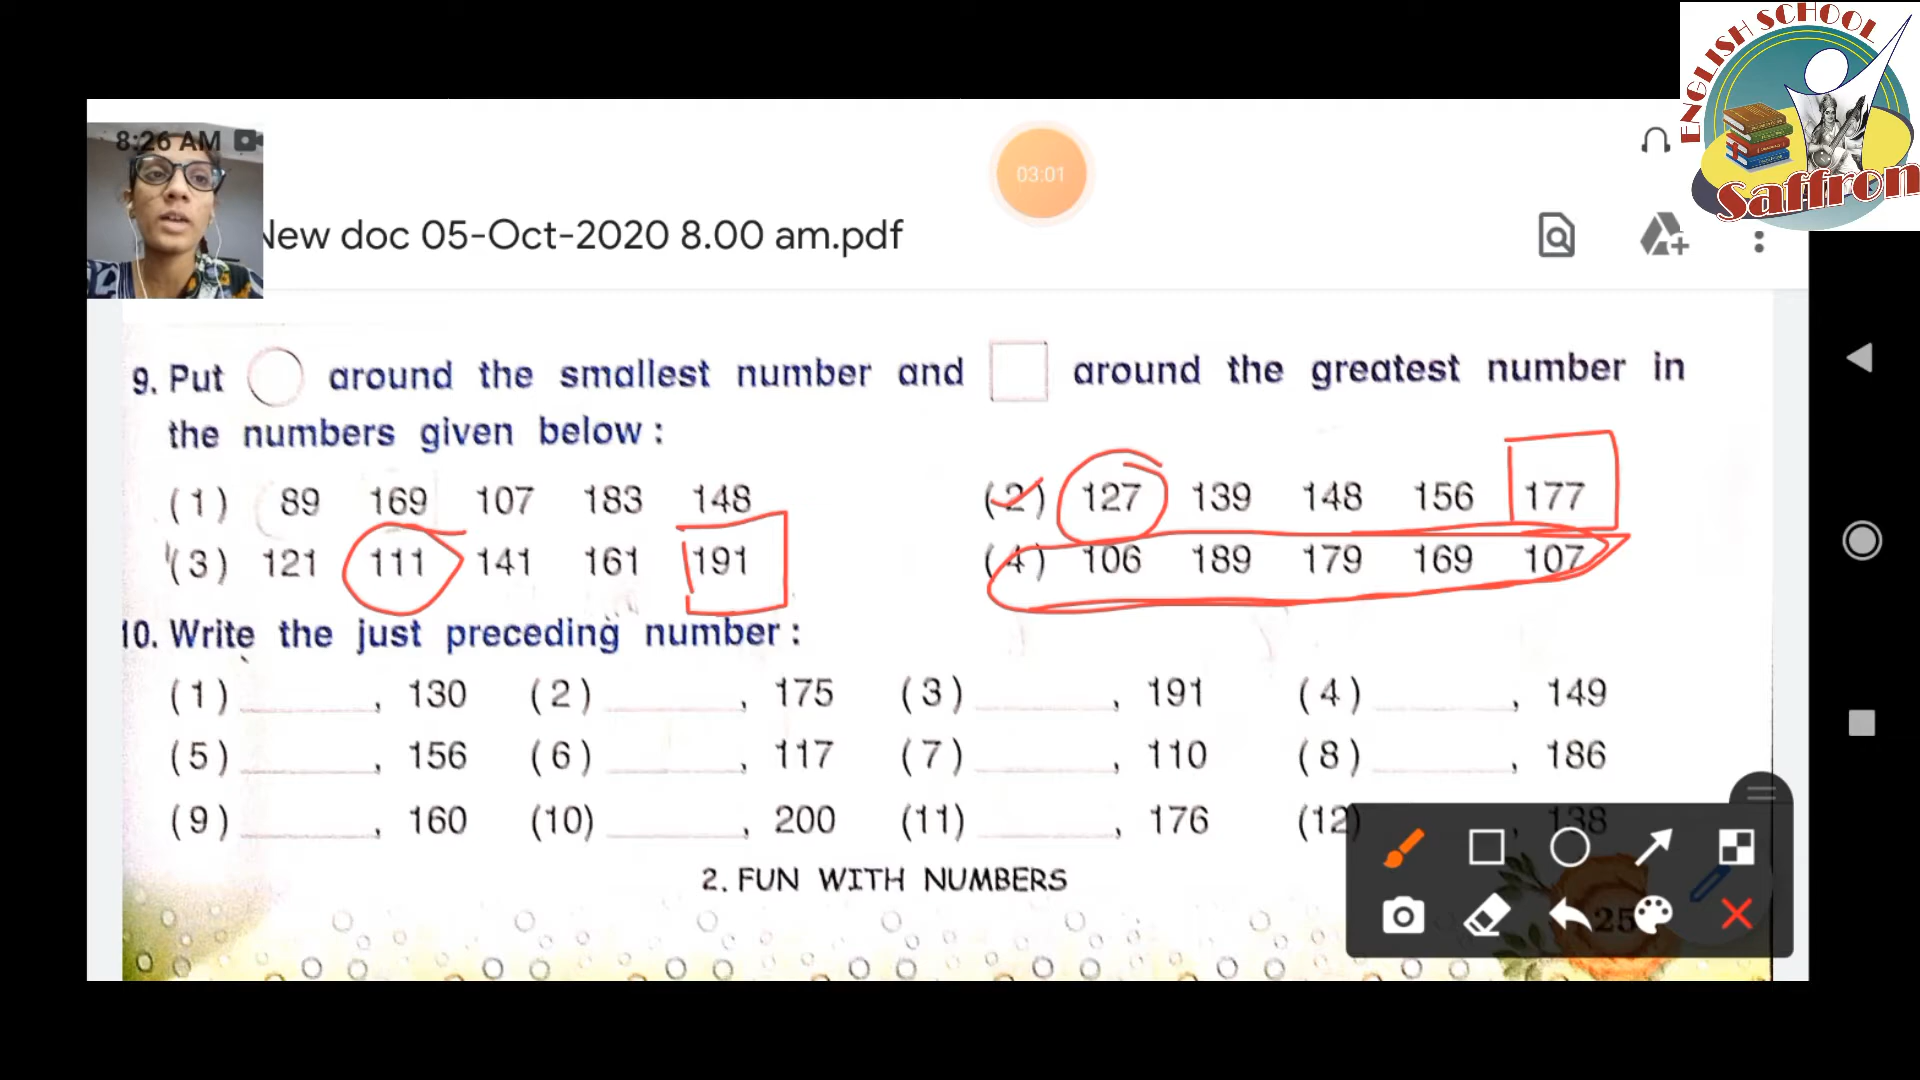 ENGLISH SCHOOL
Saffron
8:26 AM
03:01
New doc 05-Oct-2020 8.00 am.pdf
9. Put ◯ around the smallest number and □ around the greatest number in
the numbers given below :
(1) 89 169 107 183 148 (2) 127 139 148 156 177
(3) 121 111 141 161 191 (4) 106 189 179 169 107
10. Write the just preceding number :
(1) ______, 130 (2) ______, 175 (3) ______, 191 (4) ______, 149
(5) ______, 156 (6) ______, 117 (7) ______, 110 (8) ______, 186
(9) ______, 160 (10) ______, 200 (11) ______, 176 (12) , 138
2. FUN WITH NUMBERS
25